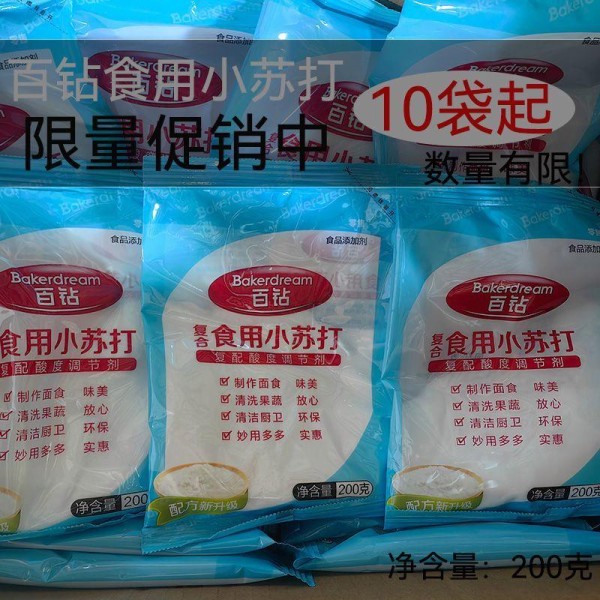 食品添加剂
Bakerdream
百钻食用小苏打
限量促销中
10袋起
数量有限!
Bakerdream
百钻
食用小苏打
复配酸度调节剂
制作面食 味美
清洗果蔬 放心
清洁厨卫 环保
妙用多多 实惠
净含量 200
食品添加剂
Bakerdream
百钻
复合 食用小苏打
复配酸度调节剂
制作面食 味美
清洗果蔬 放心
清洁厨卫 环保
妙用多多 实惠
配方新升级
净含量 200克
食品添加剂
Bakerdream
百钻
复合 食用小苏打
复配酸度调节剂
制作面食 味美
清洗果蔬 放心
清洁厨卫 环保
妙用多多 实惠
配方新升级
净含量 200克
净含量：200克